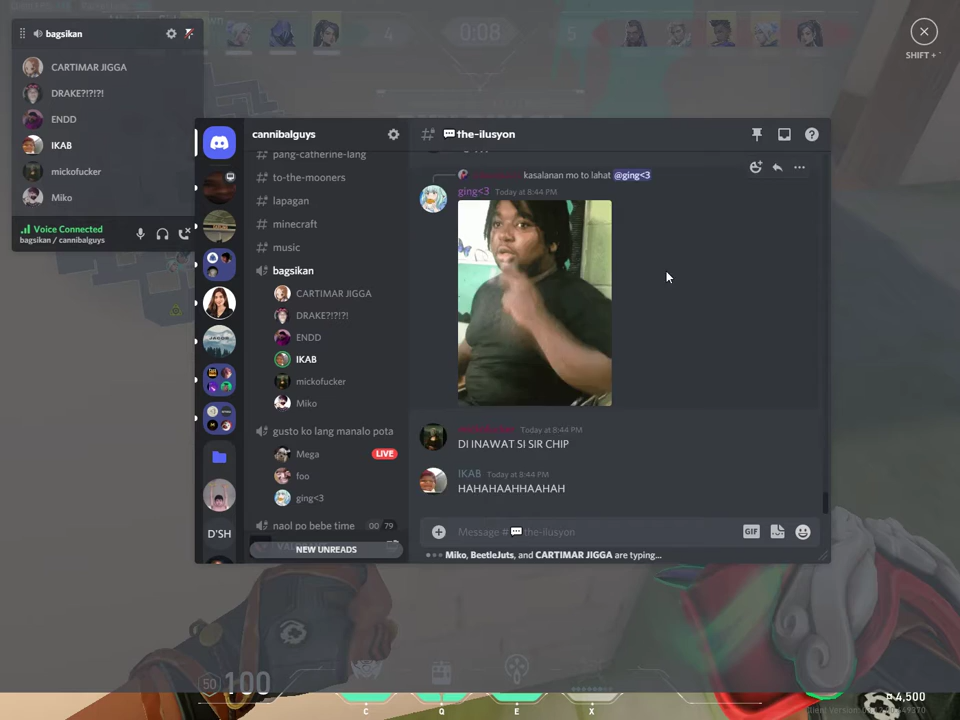 bagsikan
CARTIMAR JIGGA
DRAKE?!?!?!
ENDD
IKAB
mickofucker
Miko
Voice Connected
bagsikan / cannibalguys
4
0:08
5
SHIFT + `
cannibalguys
pang-catherine-lang
to-the-mooners
lapagan
minecraft
music
bagsikan
CARTIMAR JIGGA
DRAKE?!?!?!
ENDD
IKAB
mickofucker
Miko
gusto ko lang manalo pota
Mega
LIVE
foo
ging<3
naol po bebe time
00 79
NEW UNREADS
D'SH
the-ilusyon
kasalanan mo to lahat @ging<3
ging<3 Today at 8:44 PM
Today at 8:44 PM
DI INAWAT SI SIR CHIP
IKAB Today at 8:44 PM
HAHAHAAHHAAHAH
Message #💬the-ilusyon
GIF
Miko, BeetleJuts, and CARTIMAR JIGGA are typing...
50 100
C
Q
E
X
4,500